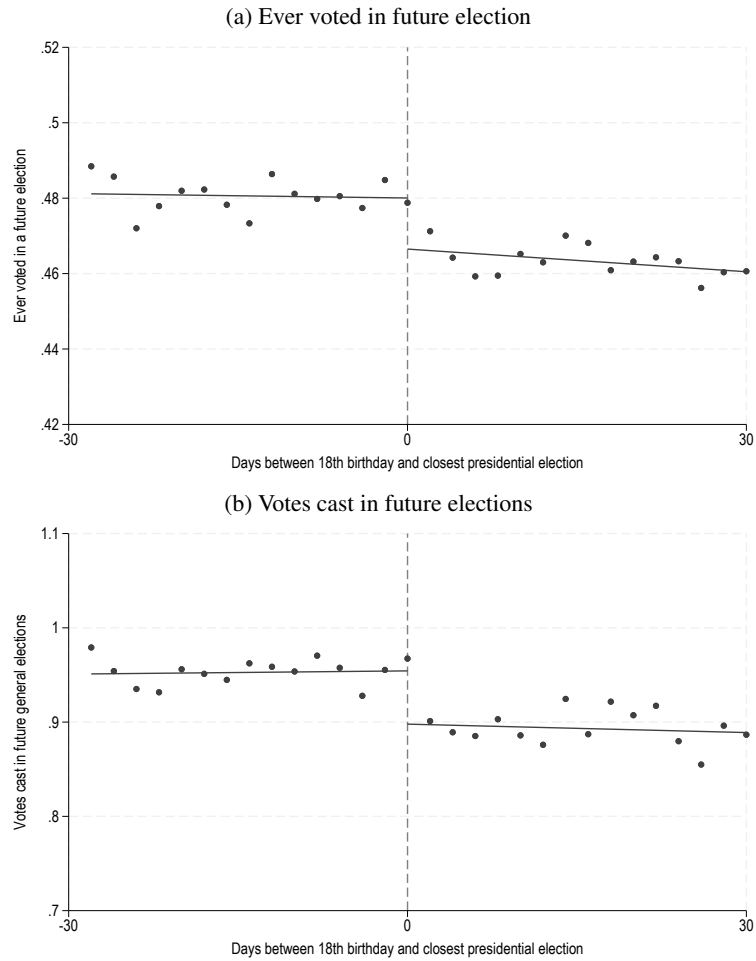 (a) Ever voted in future election
.52
.5
.48
.46
.44
.42
Ever voted in a future election
-30
0
30
Days between 18th birthday and closest presidential election
(b) Votes cast in future elections
1.1
1
.9
.8
.7
Votes cast in future general elections
-30
0
30
Days between 18th birthday and closest presidential election